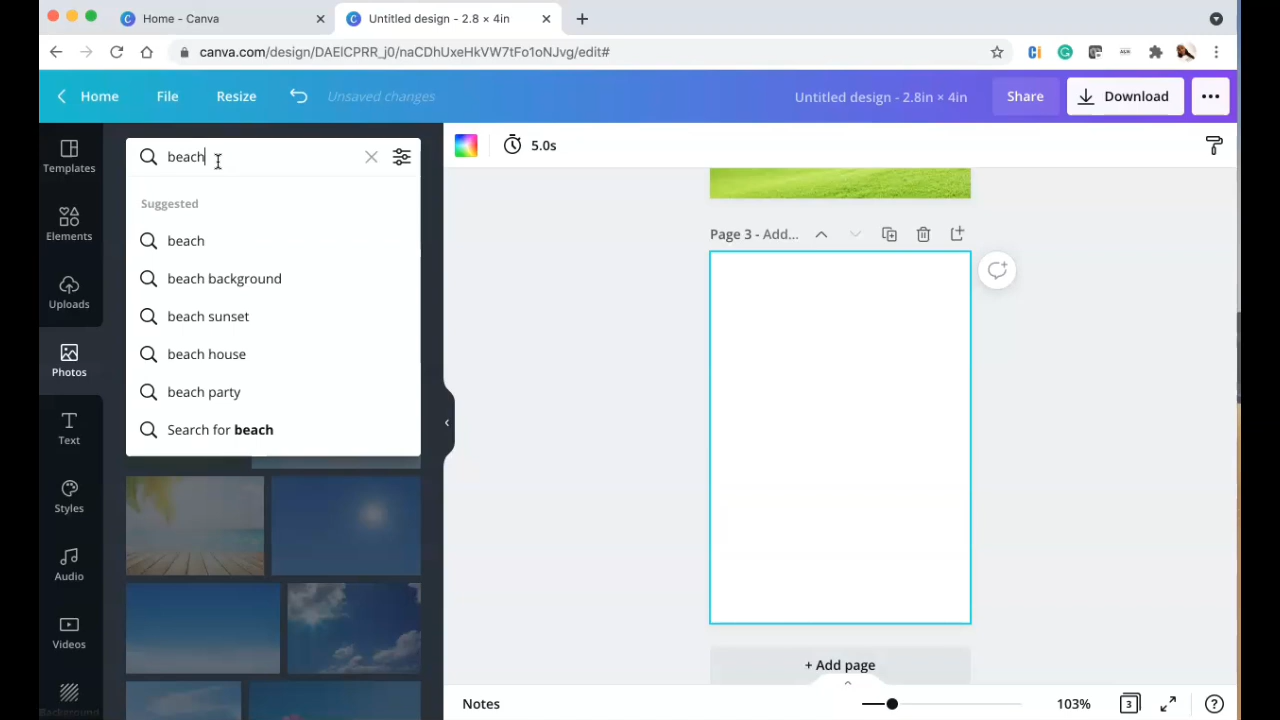 Home - Canva
Untitled design - 2.8 × 4in
canva.com/design/DAElCPRR_j0/naCDhUxeHkVW7tFo1oNJvg/edit#
Home File Resize Unsaved changes Untitled design - 2.8in × 4in Share Download
Templates
Elements
Uploads
Photos
Text
Styles
Audio
Videos
Background
beach
Suggested
beach
beach background
beach sunset
beach house
beach party
Search for beach
5.0s
Page 3 - Add...
+ Add page
Notes
103%
3